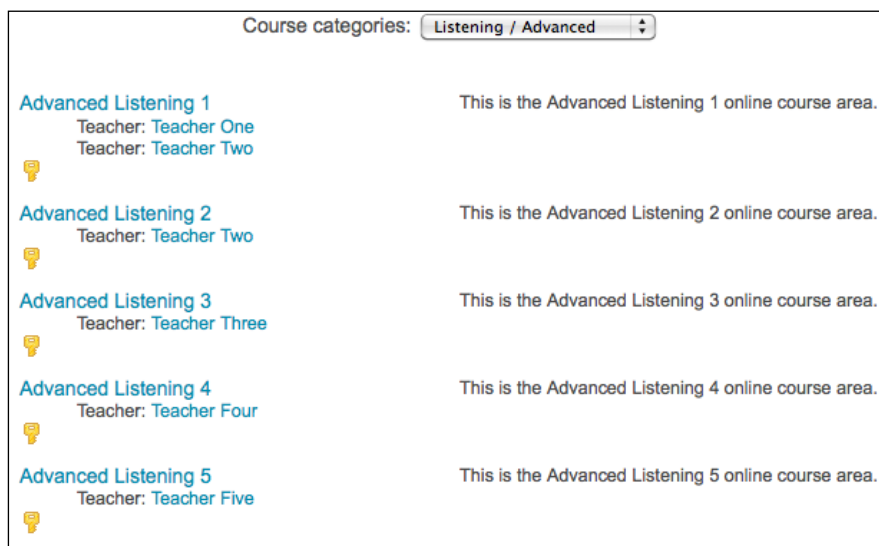 Course categories: Listening / Advanced
Advanced Listening 1
This is the Advanced Listening 1 online course area.
Teacher: Teacher One
Teacher: Teacher Two
Advanced Listening 2
This is the Advanced Listening 2 online course area.
Teacher: Teacher Two
Advanced Listening 3
This is the Advanced Listening 3 online course area.
Teacher: Teacher Three
Advanced Listening 4
This is the Advanced Listening 4 online course area.
Teacher: Teacher Four
Advanced Listening 5
This is the Advanced Listening 5 online course area.
Teacher: Teacher Five